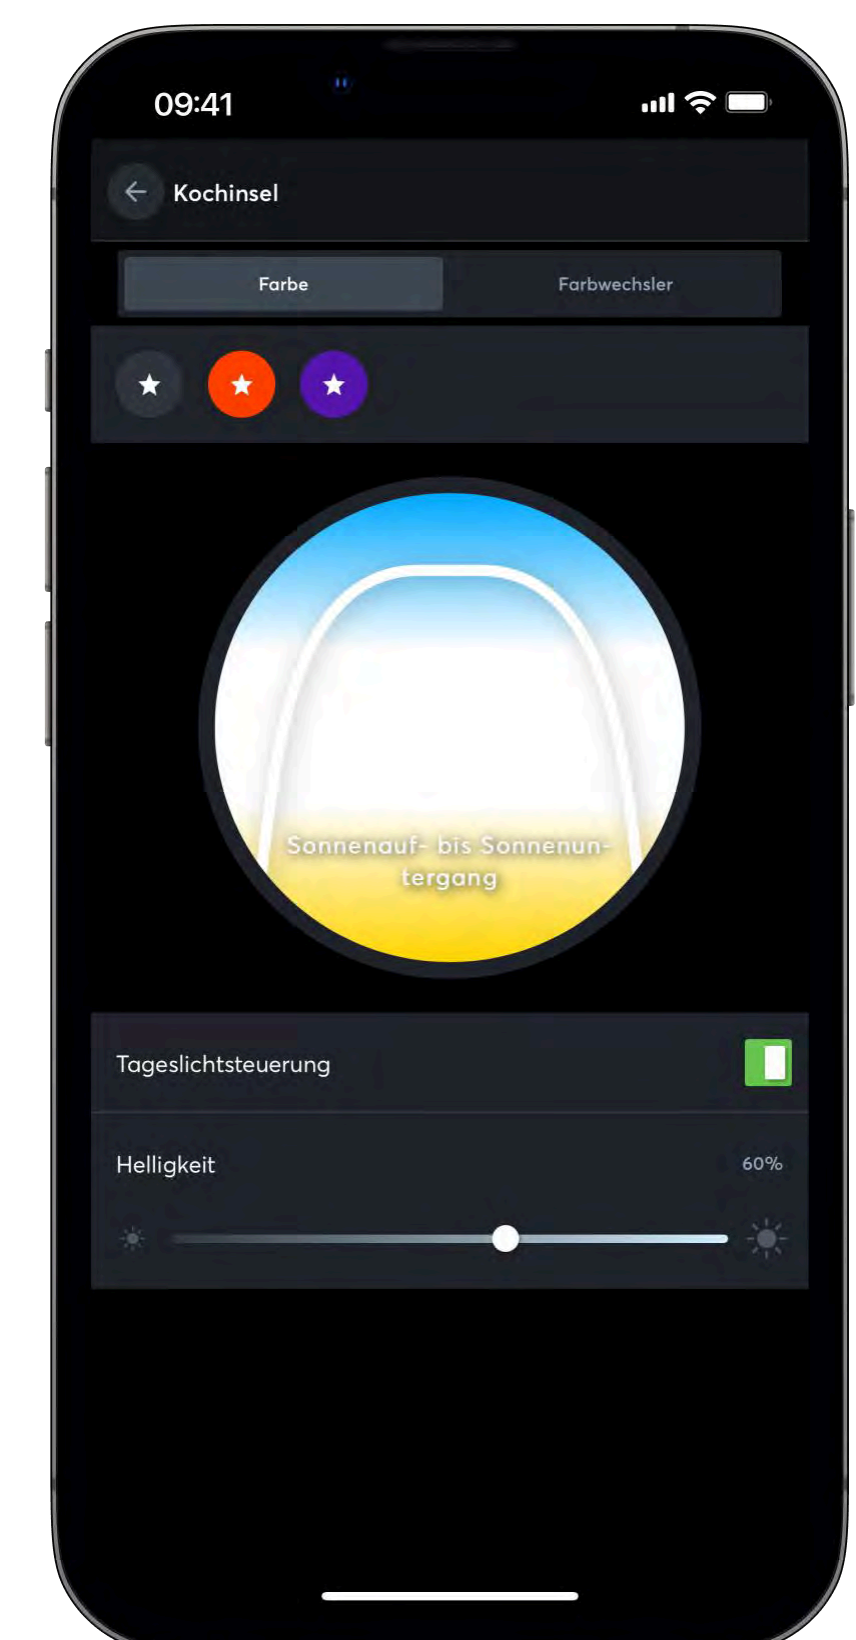 09:41
Kochinsel
Farbe
Farbwechsler
Sonnenauf- bis Sonnenun-
tergang
Tageslichtsteuerung
Helligkeit
60%